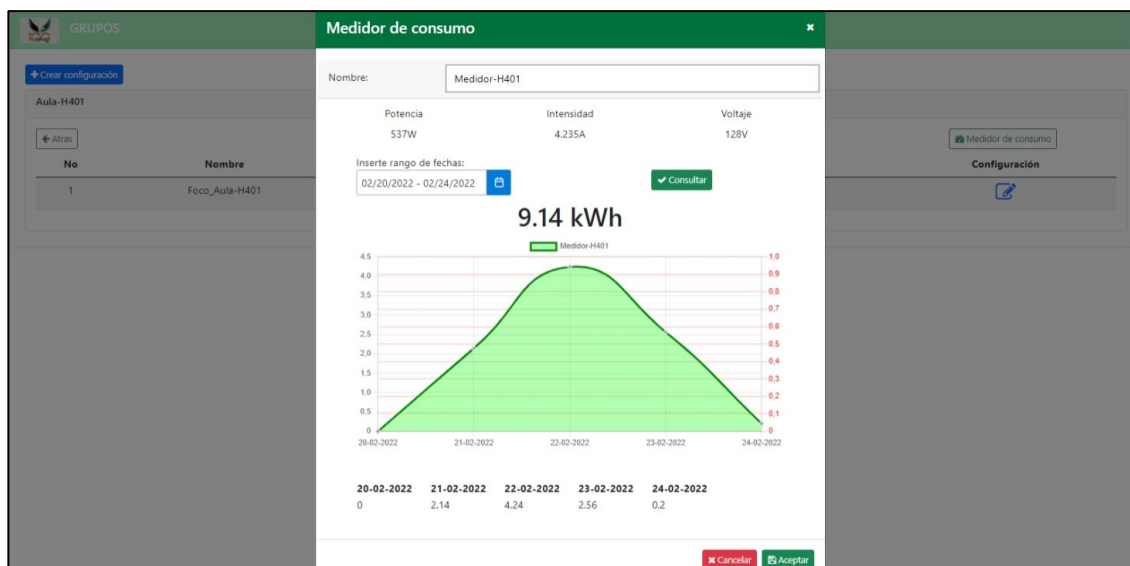 GRUPOS
Crear configuración
Aula-H401
Atras
Medidor de consumo
No Nombre Configuración
1 Foco_Aula-H401
Medidor de consumo
Nombre: Medidor-H401
Potencia Intensidad Voltaje
537W 4.235A 128V
Inserte rango de fechas:
02/20/2022 - 02/24/2022 Consultar
9.14 kWh
Medidor-H401
4,5 1,0
4,0 0,9
3,5 0,8
3,0 0,7
2,5 0,6
2,0 0,5
1,5 0,4
1,0 0,3
0,5 0,2
0 0,1
0
20-02-2022 21-02-2022 22-02-2022 23-02-2022 24-02-2022
20-02-2022 21-02-2022 22-02-2022 23-02-2022 24-02-2022
0 2.14 4.24 2.56 0.2
Cancelar Aceptar